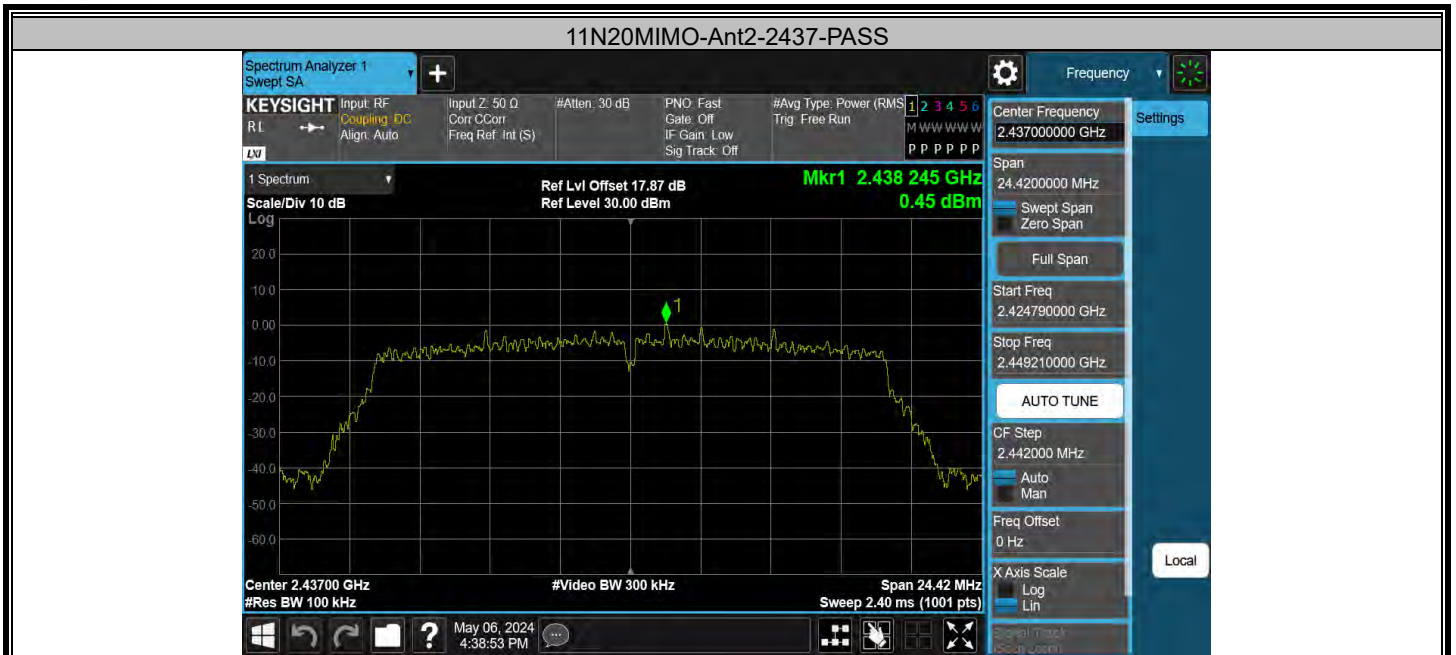 11N20MIMO-Ant2-2437-PASS
Spectrum Analyzer 1
Swept SA
+
Frequency
KEYSIGHT
RL
LXI
Input: RF
Coupling: DC
Align: Auto
Input Z: 50 Ω
Corr CCorr
Freq Ref: Int (S)
#Atten: 30 dB
PNO: Fast
Gate: Off
IF Gain: Low
Sig Track: Off
#Avg Type: Power (RMS
Trig: Free Run
1 2 3 4 5 6
M W W W W W
P P P P P P
1 Spectrum
Scale/Div 10 dB
Log
Ref Lvl Offset 17.87 dB
Ref Level 30.00 dBm
Mkr1 2.438 245 GHz
0.45 dBm
20.0
10.0
0.00
-10.0
-20.0
-30.0
-40.0
-50.0
-60.0
1
Center 2.43700 GHz
#Res BW 100 kHz
#Video BW 300 kHz
Span 24.42 MHz
Sweep 2.40 ms (1001 pts)
Center Frequency
2.437000000 GHz
Settings
Span
24.4200000 MHz
Swept Span
Zero Span
Full Span
Start Freq
2.424790000 GHz
Stop Freq
2.449210000 GHz
AUTO TUNE
CF Step
2.442000 MHz
Auto
Man
Freq Offset
0 Hz
X Axis Scale
Log
Lin
Local
?
May 06, 2024
4:38:53 PM